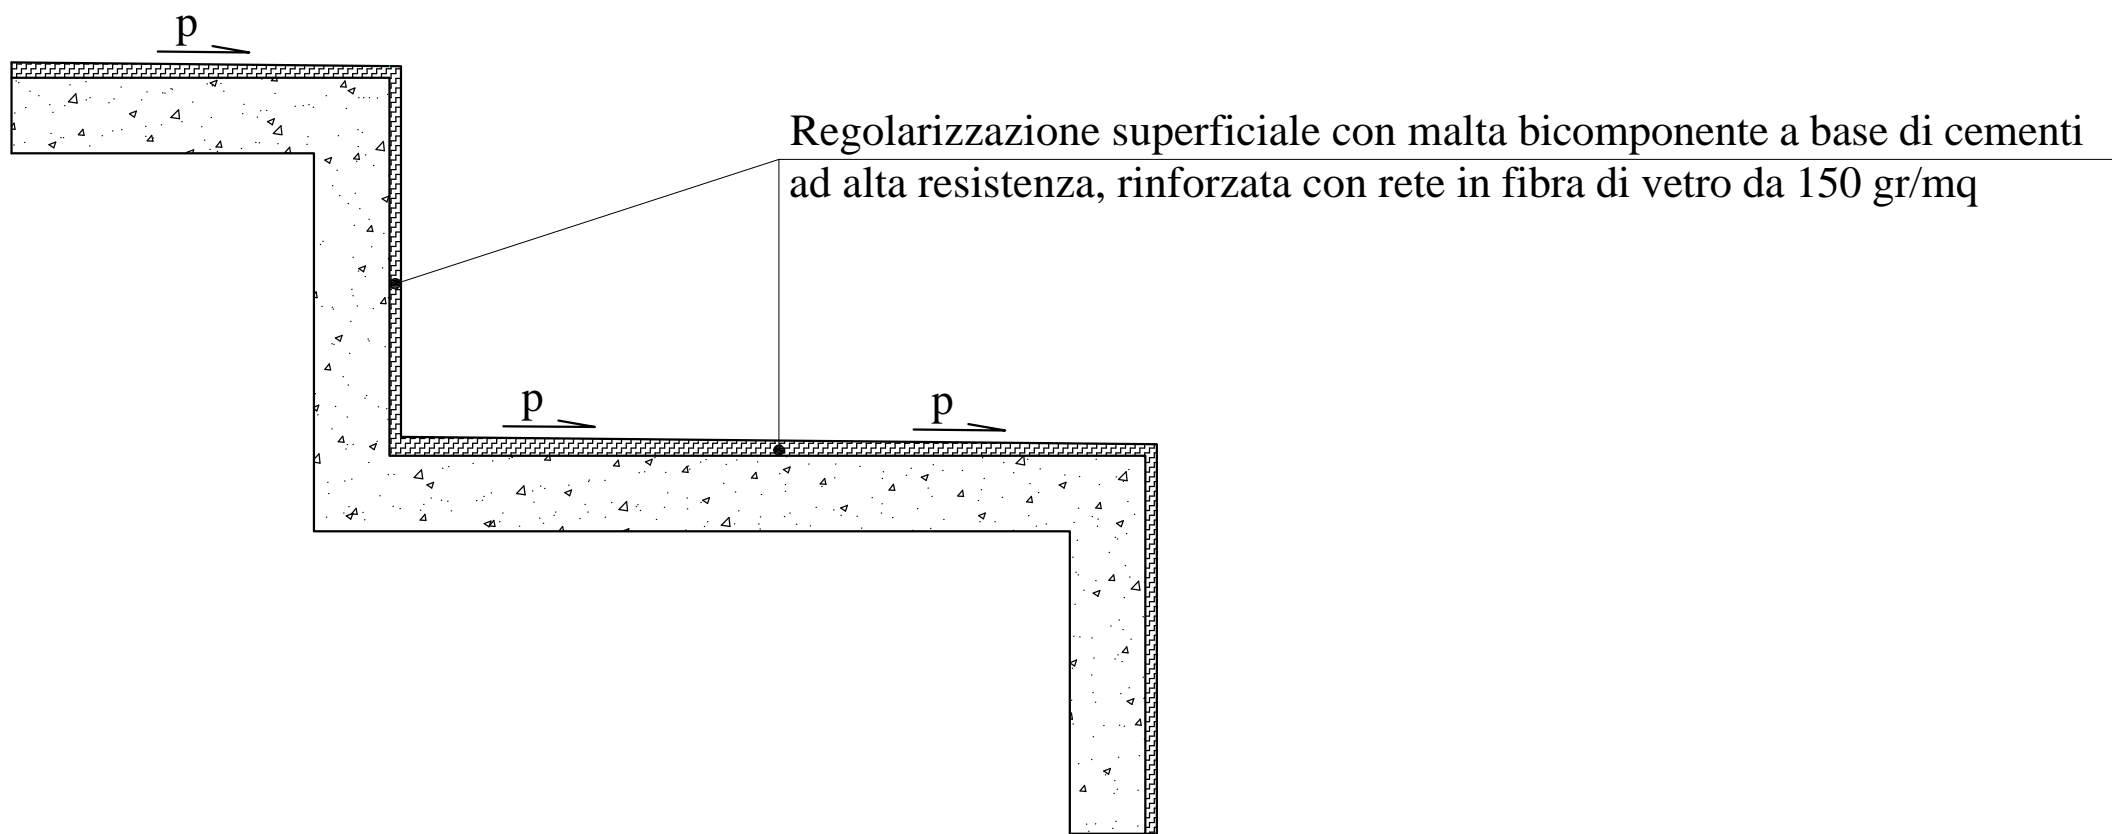 p
Regolarizzazione superficiale con malta bicomponente a base di cementi
ad alta resistenza, rinforzata con rete in fibra di vetro da 150 gr/mq
p
p